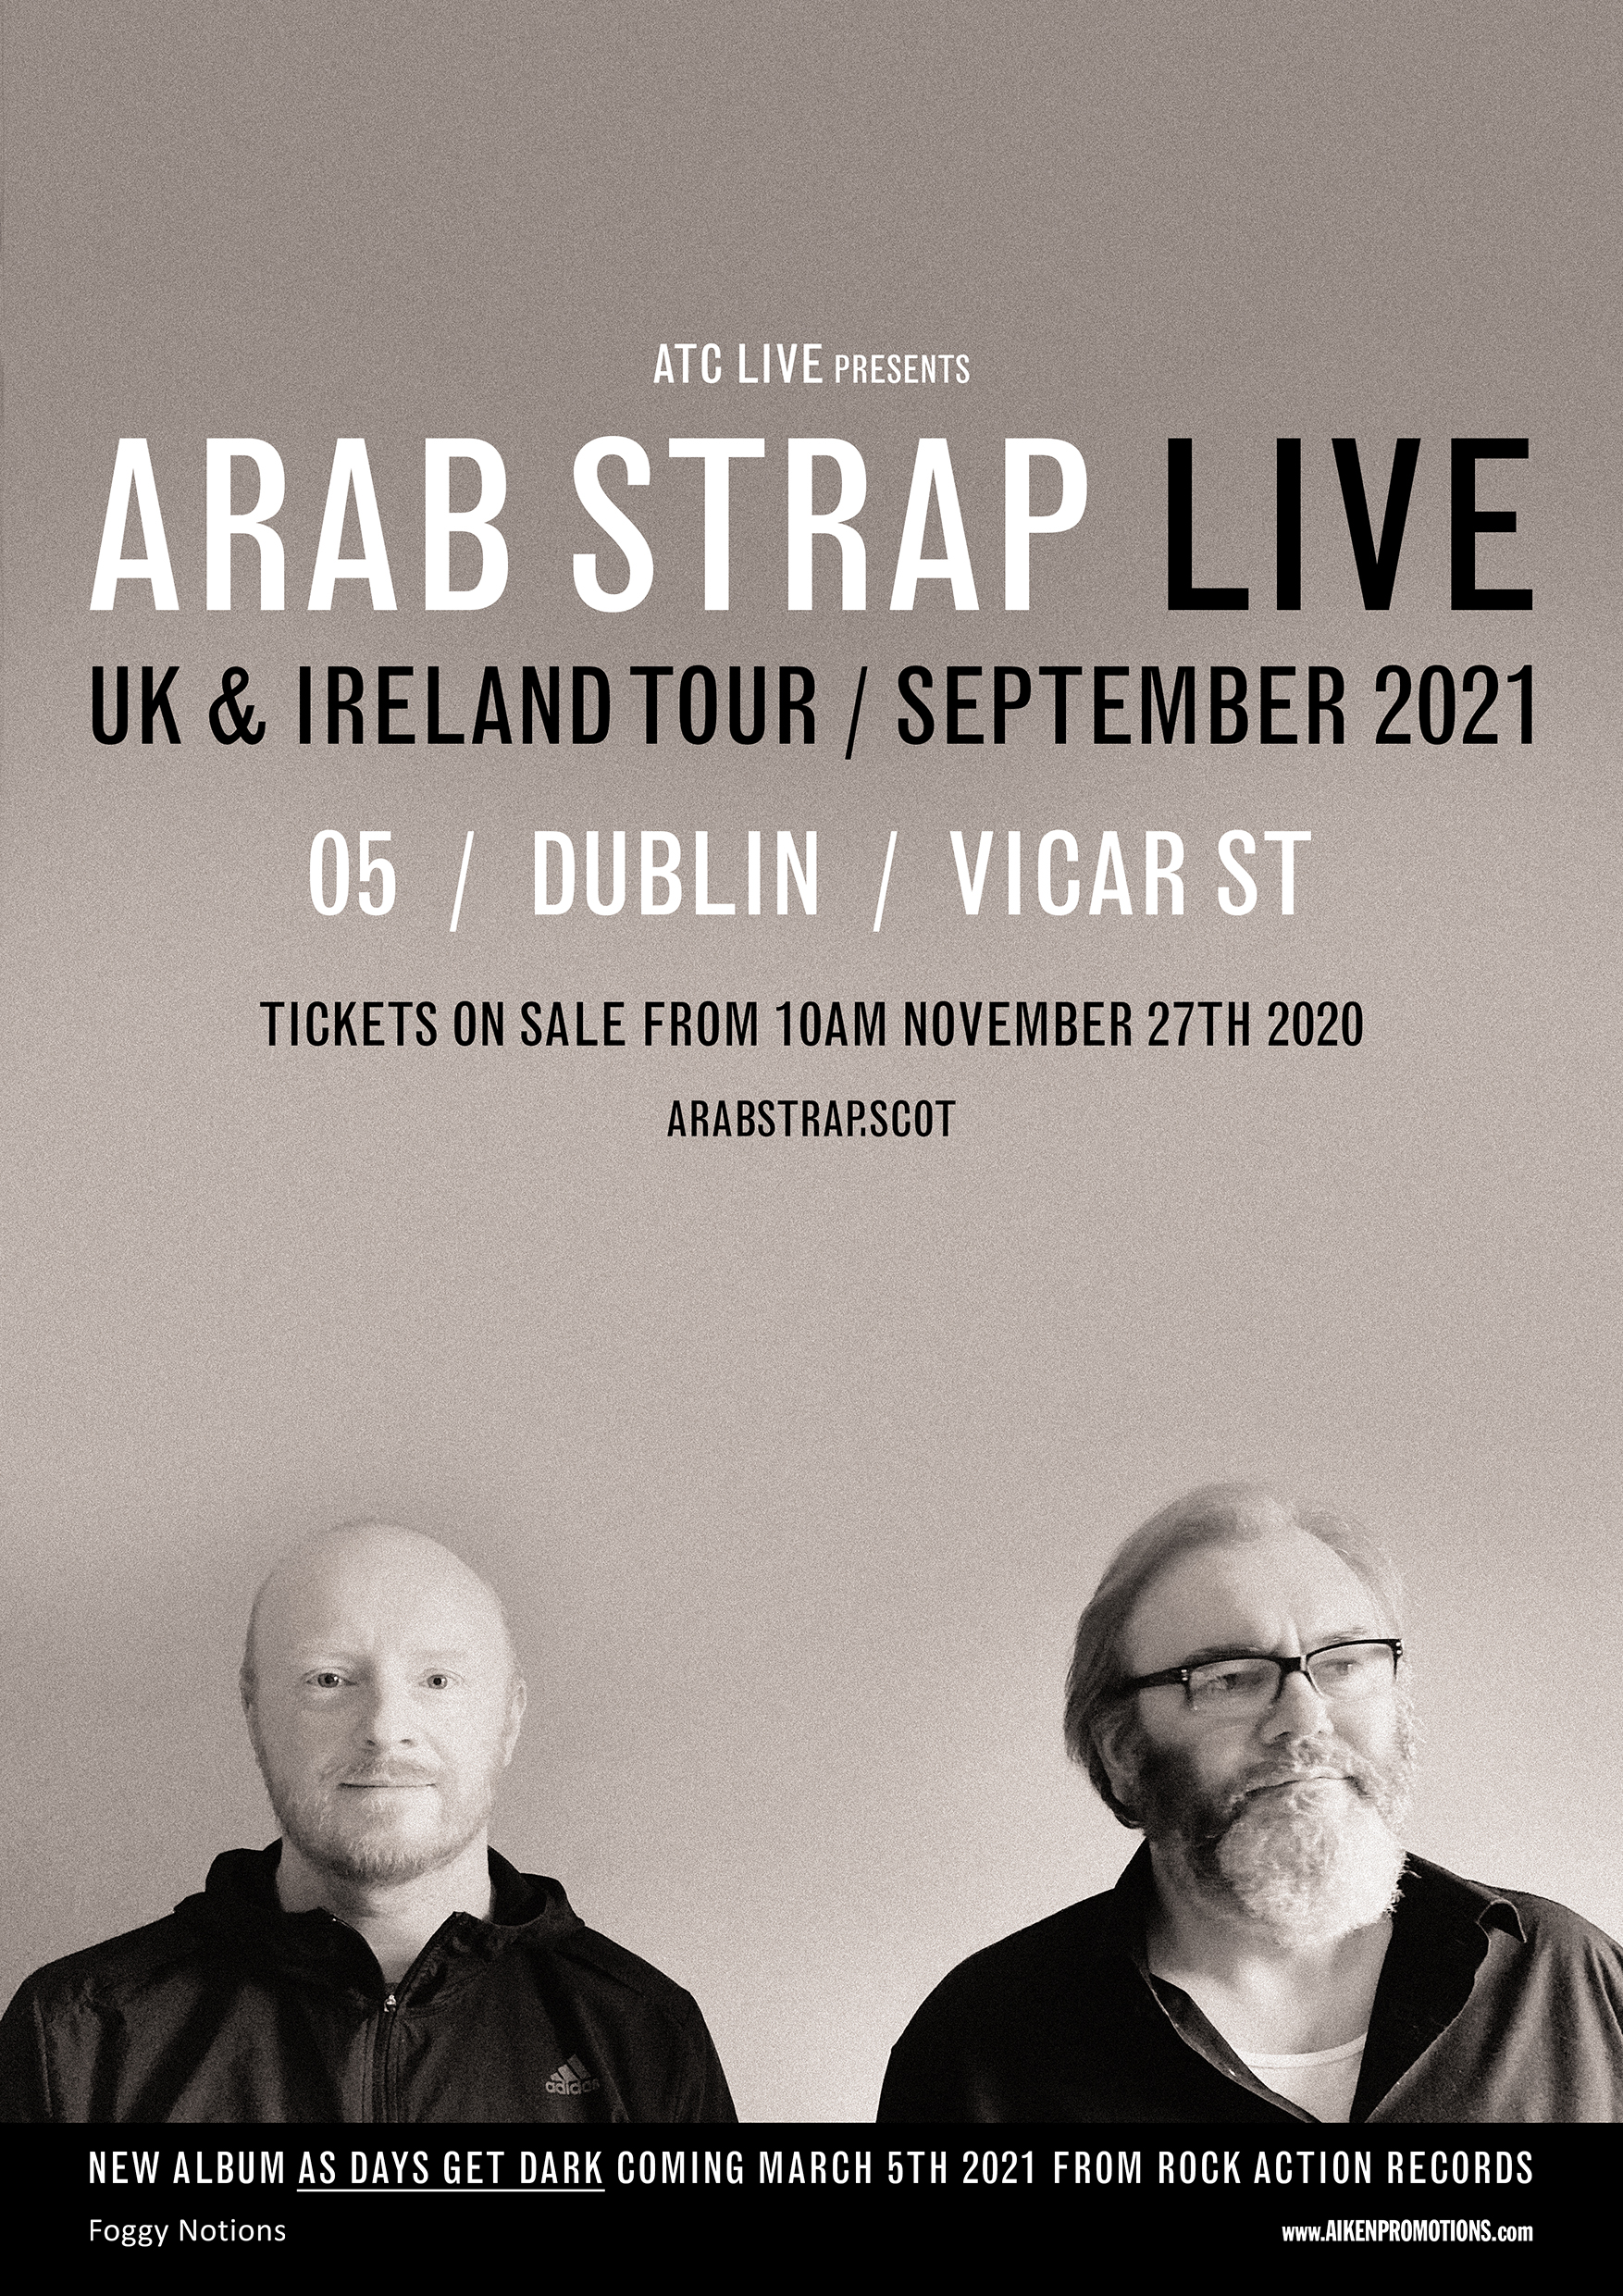 ATC LIVE PRESENTS
ARAB STRAP LIVE
UK & IRELAND TOUR / SEPTEMBER 2021
05 / DUBLIN / VICAR ST
TICKETS ON SALE FROM 10AM NOVEMBER 27TH 2020
ARABSTRAP.SCOT
adidas
NEW ALBUM AS DAYS GET DARK COMING MARCH 5TH 2021 FROM ROCK ACTION RECORDS
Foggy Notions
www.AIKENPROMOTIONS.com